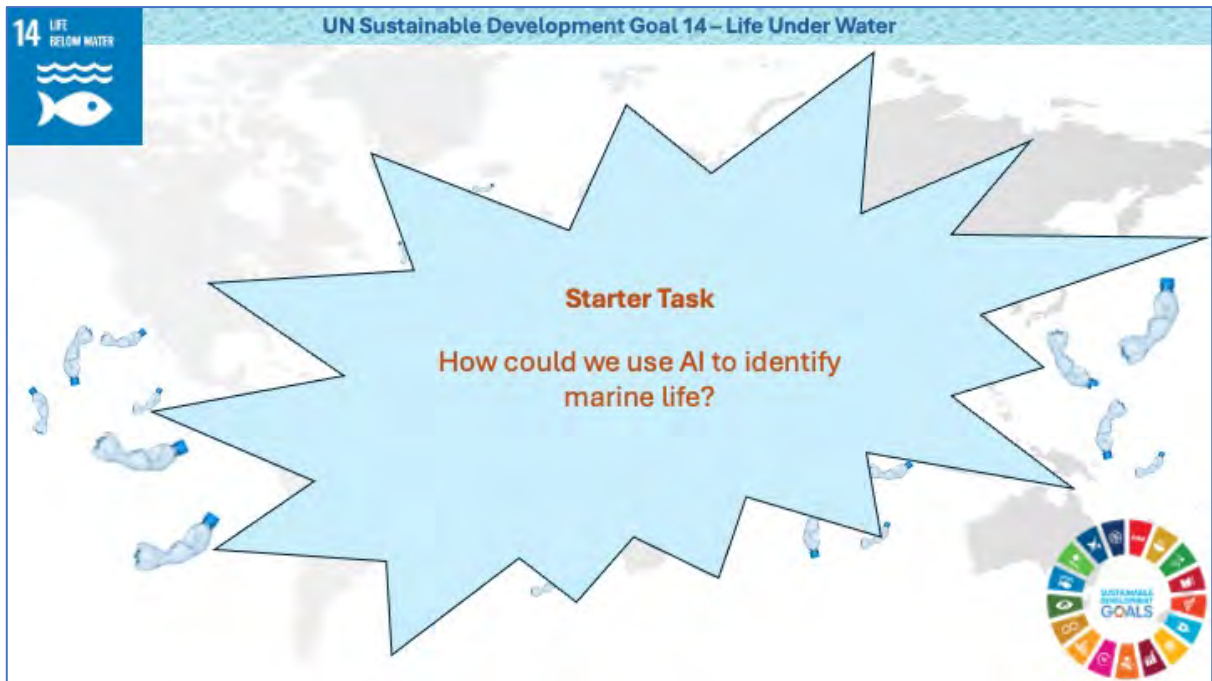 14 LIFE
BELOW WATER
UN Sustainable Development Goal 14 – Life Under Water
Starter Task
How could we use AI to identify
marine life?
SUSTAINABLE
DEVELOPMENT
GOALS